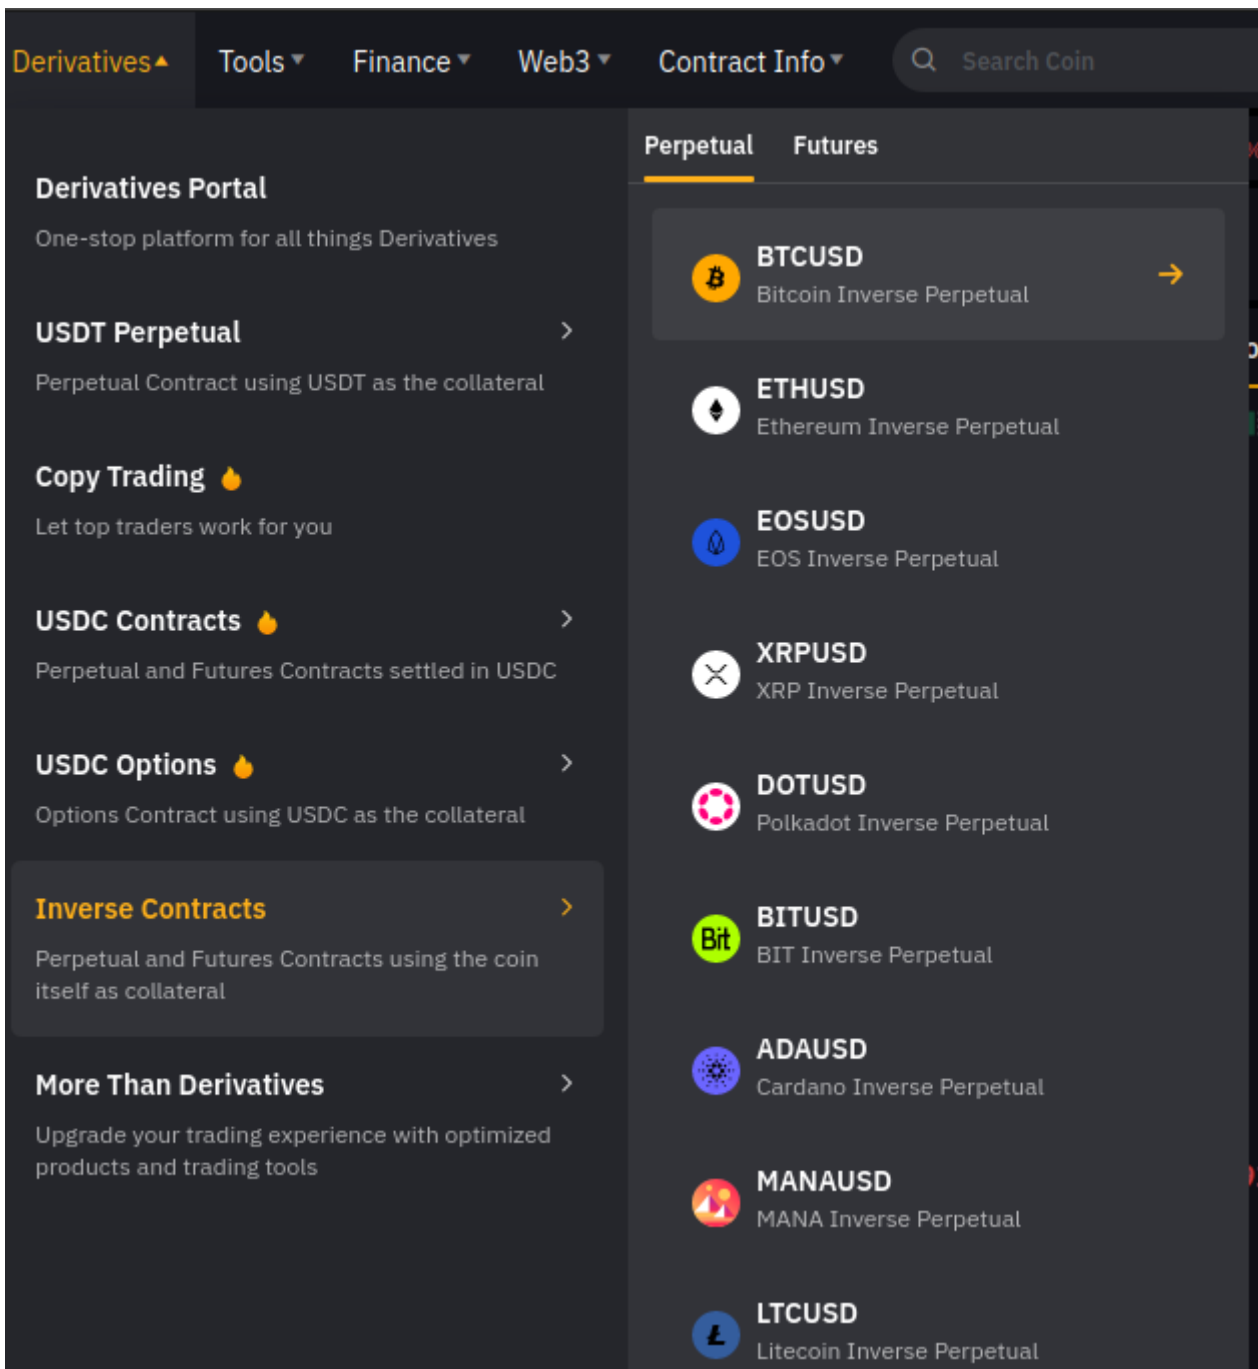 Derivatives Tools Finance Web3 Contract Info Search Coin
Derivatives Portal
One-stop platform for all things Derivatives
USDT Perpetual
Perpetual Contract using USDT as the collateral
Copy Trading
Let top traders work for you
USDC Contracts
Perpetual and Futures Contracts settled in USDC
USDC Options
Options Contract using USDC as the collateral
Inverse Contracts
Perpetual and Futures Contracts using the coin
itself as collateral
More Than Derivatives
Upgrade your trading experience with optimized
products and trading tools
Perpetual Futures
BTCUSD
Bitcoin Inverse Perpetual
ETHUSD
Ethereum Inverse Perpetual
EOSUSD
EOS Inverse Perpetual
XRPUSD
XRP Inverse Perpetual
DOTUSD
Polkadot Inverse Perpetual
Bit
BITUSD
BIT Inverse Perpetual
ADAUSD
Cardano Inverse Perpetual
MANAUSD
MANA Inverse Perpetual
LTCUSD
Litecoin Inverse Perpetual